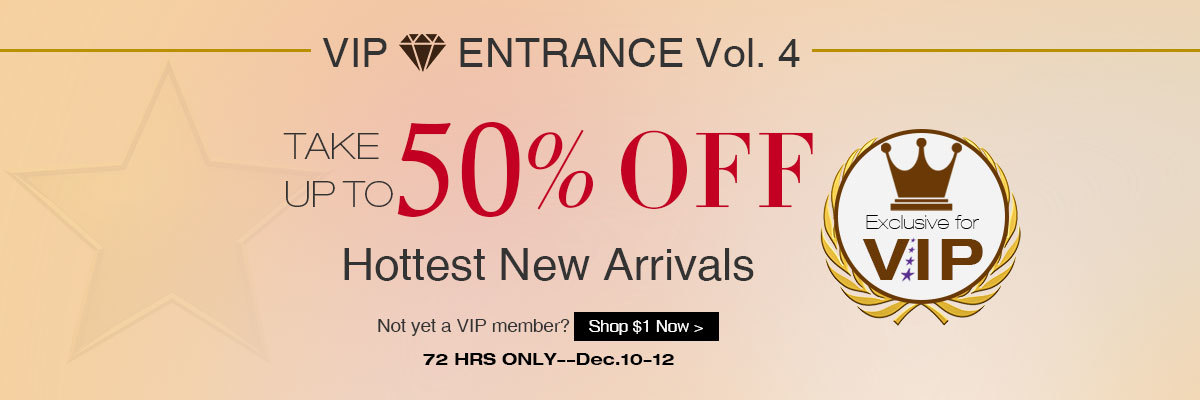 VIP ENTRANCE Vol. 4
TAKE
UP TO
50% OFF
Hottest New Arrivals
Not yet a VIP member? Shop $1 Now >
72 HRS ONLY--Dec.10-12
Exclusive for
VIP